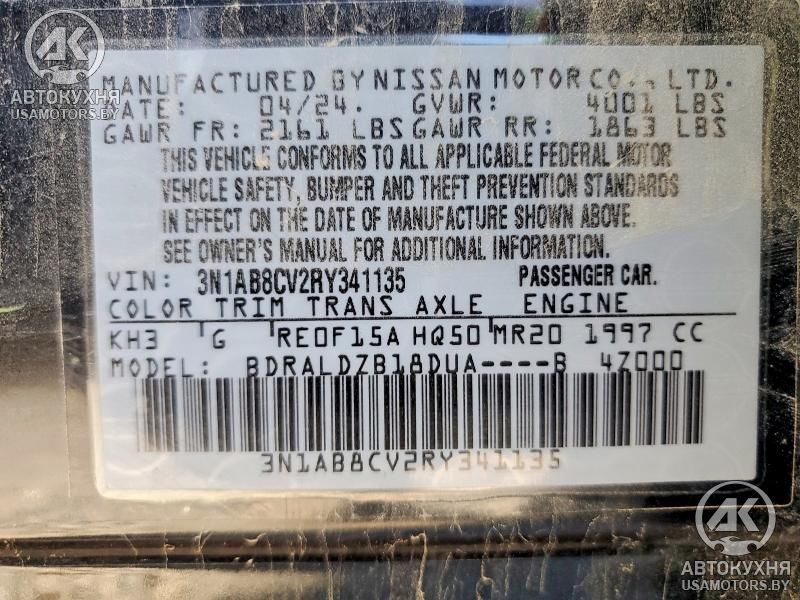 AK
АВТОКУХНЯ
USAMOTORS.BY
MANUFACTURED BY NISSAN MOTOR CO., LTD.
DATE: 04/24. GVWR: 4001 LBS
GAWR FR: 2161 LBS GAWR RR: 1863 LBS
THIS VEHICLE CONFORMS TO ALL APPLICABLE FEDERAL MOTOR
VEHICLE SAFETY, BUMPER AND THEFT PREVENTION STANDARDS
IN EFFECT ON THE DATE OF MANUFACTURE SHOWN ABOVE.
SEE OWNER'S MANUAL FOR ADDITIONAL INFORMATION.
VIN: 3N1AB8CV2RY341135 PASSENGER CAR.
COLOR TRIM TRANS AXLE ENGINE
KH3 G RE0F15A HQ50 MR20 1997 CC
MODEL: BDRALDZB18DUA----B 4Z000
3N1AB8CV2RY341135
AK
АВТОКУХНЯ
USAMOTORS.BY